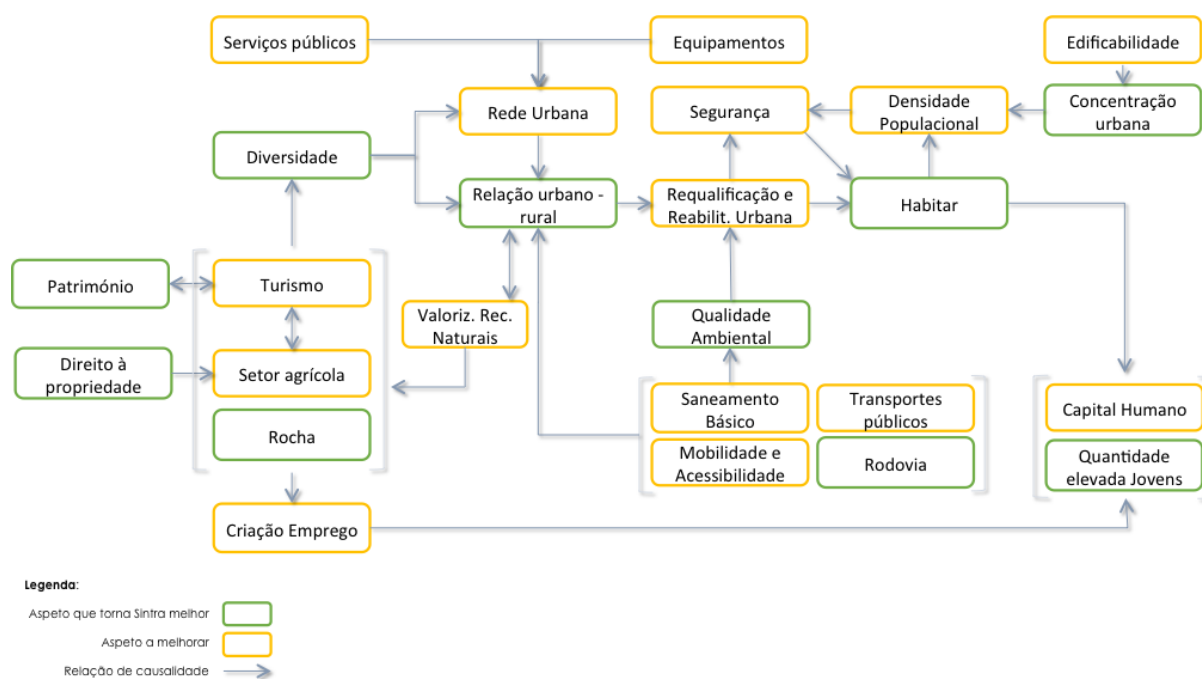 Serviços públicos
Equipamentos
Edificabilidade
Rede Urbana
Segurança
Densidade
Populacional
Concentração
urbana
Diversidade
Relação urbano -
rural
Requalificação e
Reabilit. Urbana
Habitar
Património
Turismo
Valoriz. Rec.
Naturais
Qualidade
Ambiental
Direito à
propriedade
Setor agrícola
Rocha
Saneamento
Básico
Transportes
públicos
Mobilidade e
Acessibilidade
Rodovia
Capital Humano
Quantidade
elevada Jovens
Criação Emprego
Legenda:
Aspeto que torna Sintra melhor
Aspeto a melhorar
Relação de causalidade